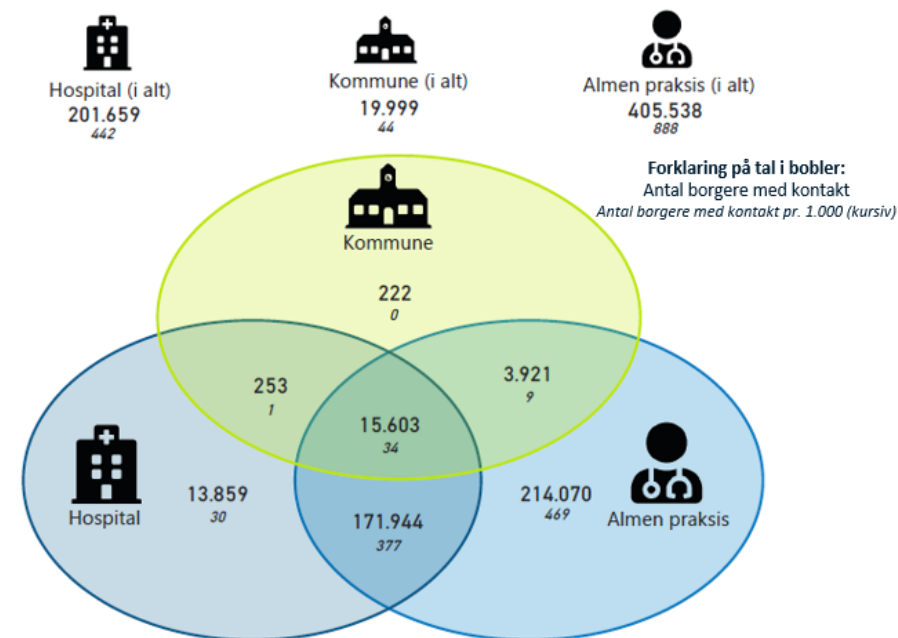 Hospital (i alt)
201.659
442
Kommune (i alt)
19.999
44
Almen praksis (i alt)
405.538
888
Forklaring på tal i bobler:
Antal borgere med kontakt
Antal borgere med kontakt pr. 1.000 (kursiv)
Kommune
222
0
253
1
3.921
9
15.603
34
Hospital
13.859
30
171.944
377
214.070
469
Almen praksis